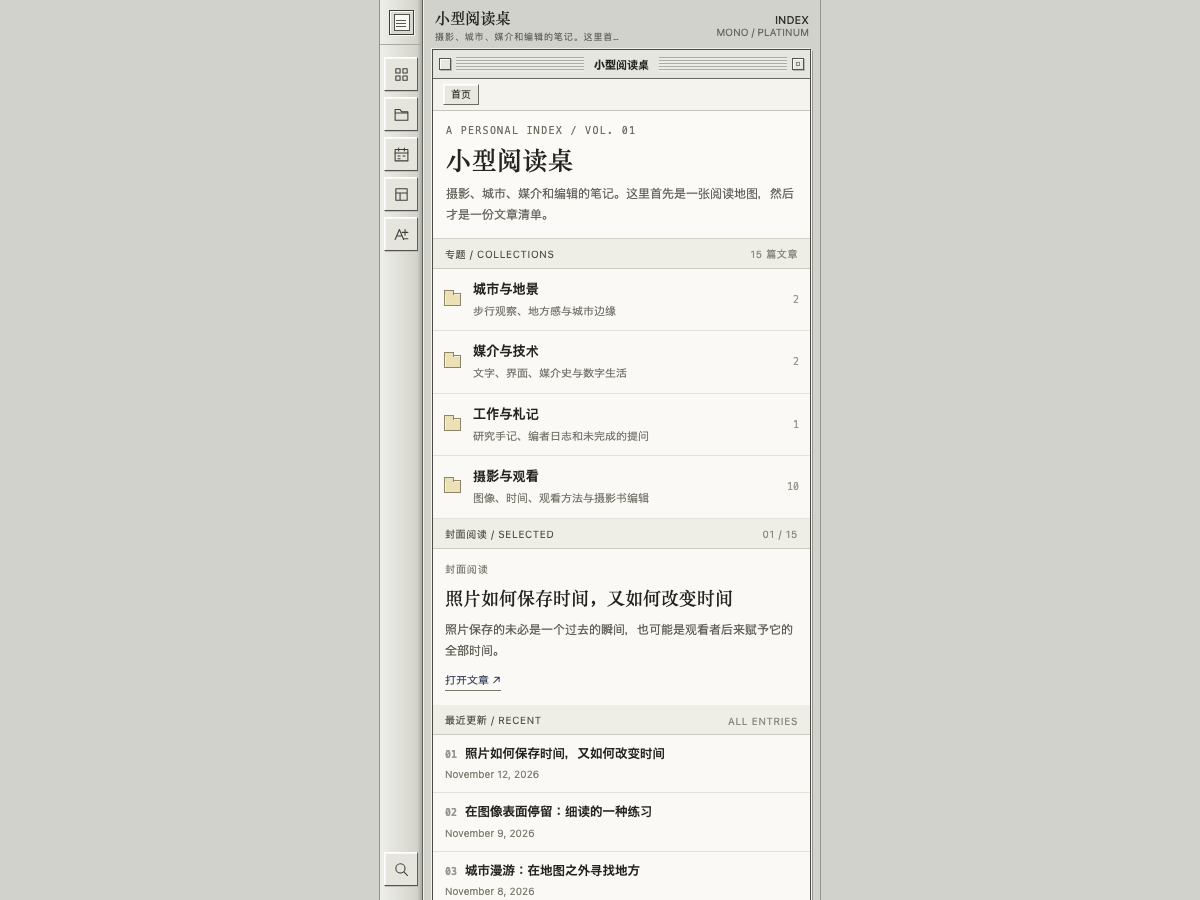 小型阅读桌
摄影、城市、媒介和编辑的笔记。这里首…
INDEX
MONO / PLATINUM
小型阅读桌
首页
A PERSONAL INDEX / VOL. 01
小型阅读桌
摄影、城市、媒介和编辑的笔记。这里首先是一张阅读地图，然后
才是一份文章清单。
专题 / COLLECTIONS
15 篇文章
城市与地景
步行观察、地方感与城市边缘
2
媒介与技术
文字、界面、媒介史与数字生活
2
工作与札记
研究手记、编者日志和未完成的提问
1
摄影与观看
图像、时间、观看方法与摄影书编辑
10
封面阅读 / SELECTED
01 / 15
封面阅读
照片如何保存时间，又如何改变时间
照片保存的未必是一个过去的瞬间，也可能是观看者后来赋予它的
全部时间。
打开文章 ↗
最近更新 / RECENT
ALL ENTRIES
01 照片如何保存时间，又如何改变时间
November 12, 2026
02 在图像表面停留：细读的一种练习
November 9, 2026
03 城市漫游：在地图之外寻找地方
November 8, 2026